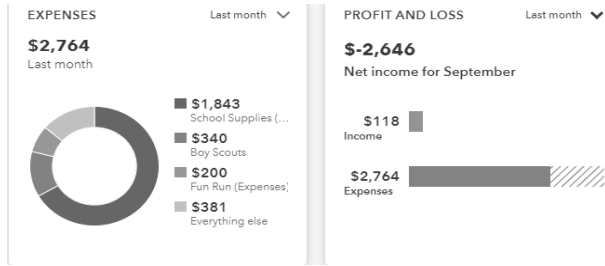 EXPENSES
Last month
$2,764
Last month
$1,843
School Supplies (...
$340
Boy Scouts
$200
Fun Run (Expenses)
$381
Everything else
PROFIT AND LOSS
Last month
$-2,646
Net income for September
$118
Income
$2,764
Expenses